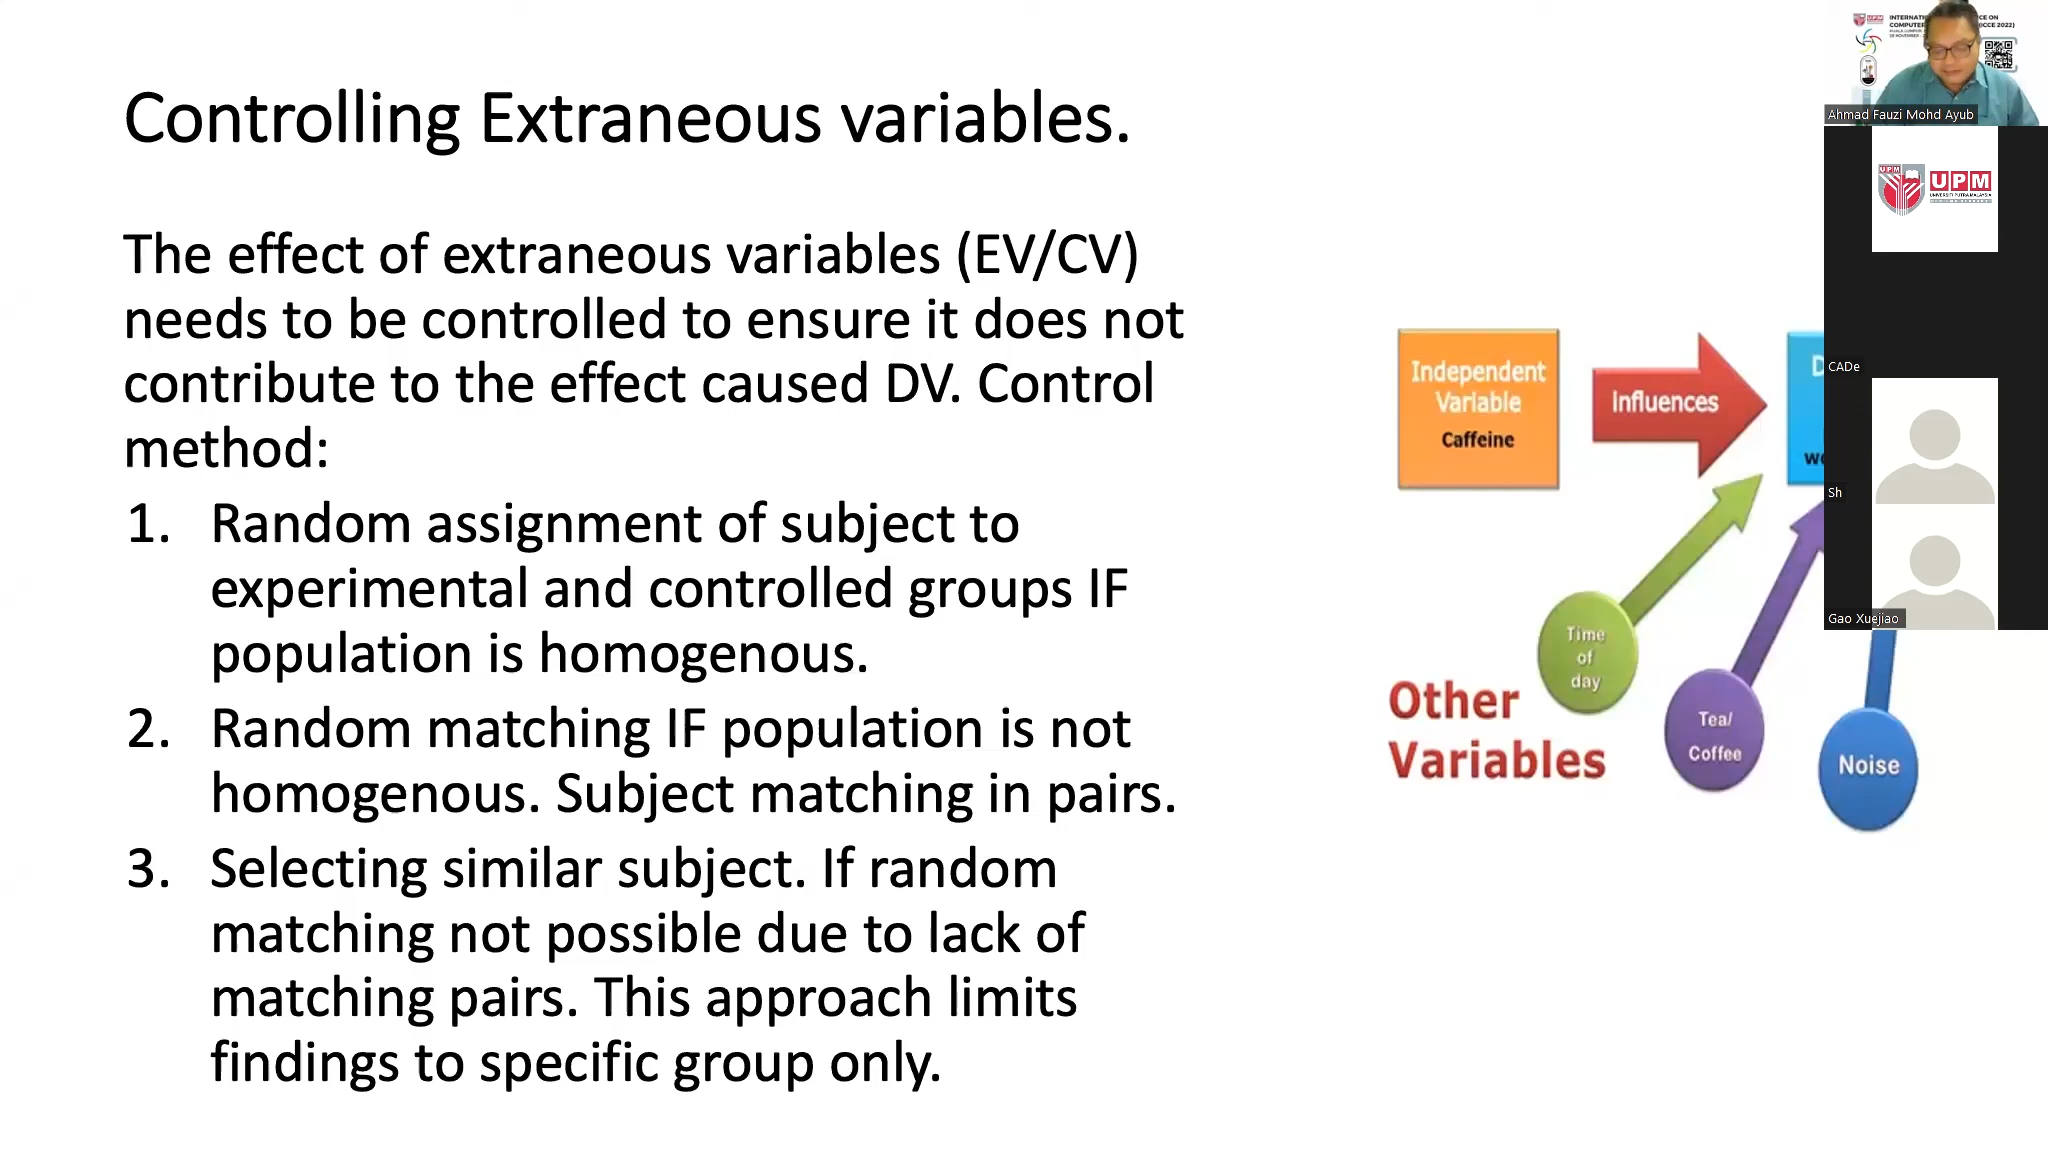 Controlling Extraneous variables.
The effect of extraneous variables (EV/CV)
needs to be controlled to ensure it does not
contribute to the effect caused DV. Control
method:
1. Random assignment of subject to
experimental and controlled groups IF
population is homogenous.
2. Random matching IF population is not
homogenous. Subject matching in pairs.
3. Selecting similar subject. If random
matching not possible due to lack of
matching pairs. This approach limits
findings to specific group only.
Independent
Variable
Caffeine
Influences
D
Time
of
day
Tea/
Coffee
Noise
Other
Variables
Ahmad Fauzi Mohd Ayub
UPM
UPM
UNIVERSITI PUTRA MALAYSIA
CADe
Sh
Gao Xuejiao